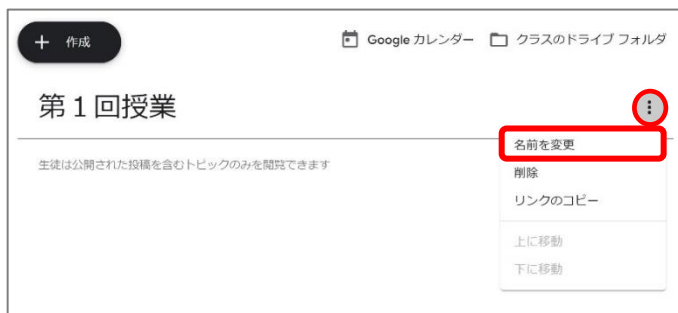 作成
Google カレンダー
クラスのドライブ フォルダ
第１回授業
名前を変更
生徒は公開された投稿を含むトピックのみを閲覧できます
削除
リンクのコピー
上に移動
下に移動